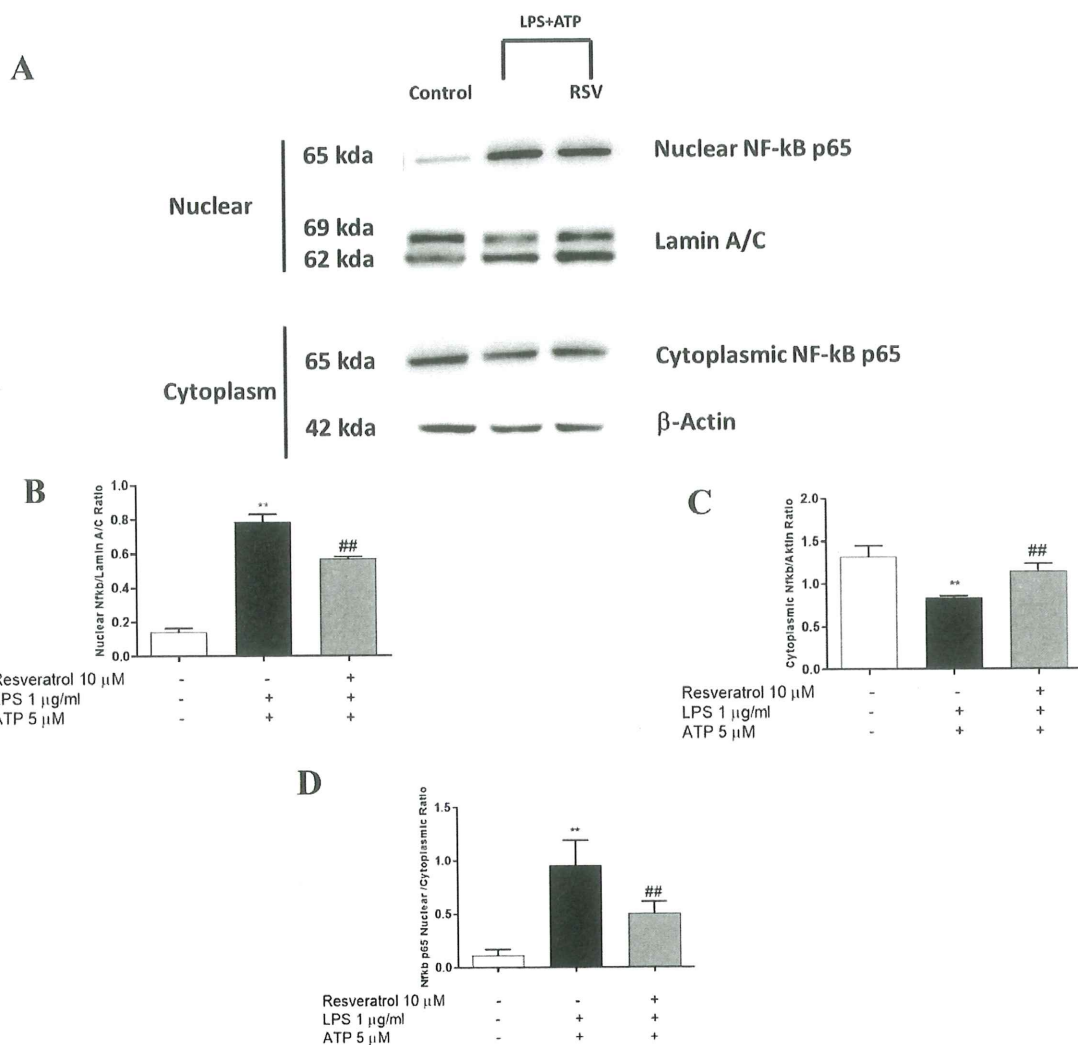 A
LPS+ATP
Control RSV
65 kda Nuclear NF-kB p65
Nuclear
69 kda
Lamin A/C
62 kda
65 kda Cytoplasmic NF-kB p65
Cytoplasm
42 kda β-Actin
B
Nuclear Nfkb/Lamin A/C Ratio
1.0
0.8
0.6
0.4
0.2
0.0
**
##
Resveratrol 10 µM - - +
LPS 1 µg/ml - + +
ATP 5 µM - + +
C
Cytoplasmic Nfkb/Aktin Ratio
2.0
1.5
1.0
0.5
0.0
**
##
Resveratrol 10 µM - - +
LPS 1 µg/ml - + +
ATP 5 µM - + +
D
Nfkb p65 Nuclear /Cytoplasmic Ratio
1.5
1.0
0.5
0.0
**
##
Resveratrol 10 µM - - +
LPS 1 µg/ml - + +
ATP 5 µM - + +